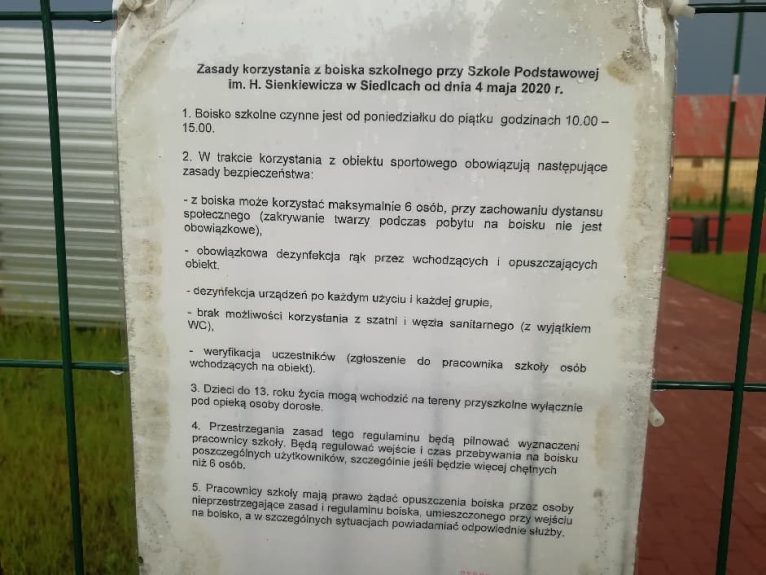 Zasady korzystania z boiska szkolnego przy Szkole Podstawowej
im. H. Sienkiewicza w Siedlcach od dnia 4 maja 2020 r.
1. Boisko szkolne czynne jest od poniedziałku do piątku godzinach 10.00 –
15.00.
2. W trakcie korzystania z obiektu sportowego obowiązują następujące
zasady bezpieczeństwa:
- z boiska może korzystać maksymalnie 6 osób, przy zachowaniu dystansu
społecznego (zakrywanie twarzy podczas pobytu na boisku nie jest
obowiązkowe),
- obowiązkowa dezynfekcja rąk przez wchodzących i opuszczających
obiekt,
- dezynfekcja urządzeń po każdym użyciu i każdej grupie,
- brak możliwości korzystania z szatni i węzła sanitarnego (z wyjątkiem
WC),
- weryfikacja uczestników (zgłoszenie do pracownika szkoły osób
wchodzących na obiekt).
3. Dzieci do 13. roku życia mogą wchodzić na tereny przyszkolne wyłącznie
pod opieką osoby dorosłe.
4. Przestrzegania zasad tego regulaminu będą pilnować wyznaczeni
pracownicy szkoły. Będą regulować wejście i czas przebywania na boisku
poszczególnych użytkowników, szczególnie jeśli będzie więcej chętnych
niż 6 osób.
5. Pracownicy szkoły mają prawo żądać opuszczenia boiska przez osoby
nieprzestrzegające zasad i regulaminu boiska, umieszczonego przy wejściu
na boisko, a w szczególnych sytuacjach powiadamiać odpowiednie służby.